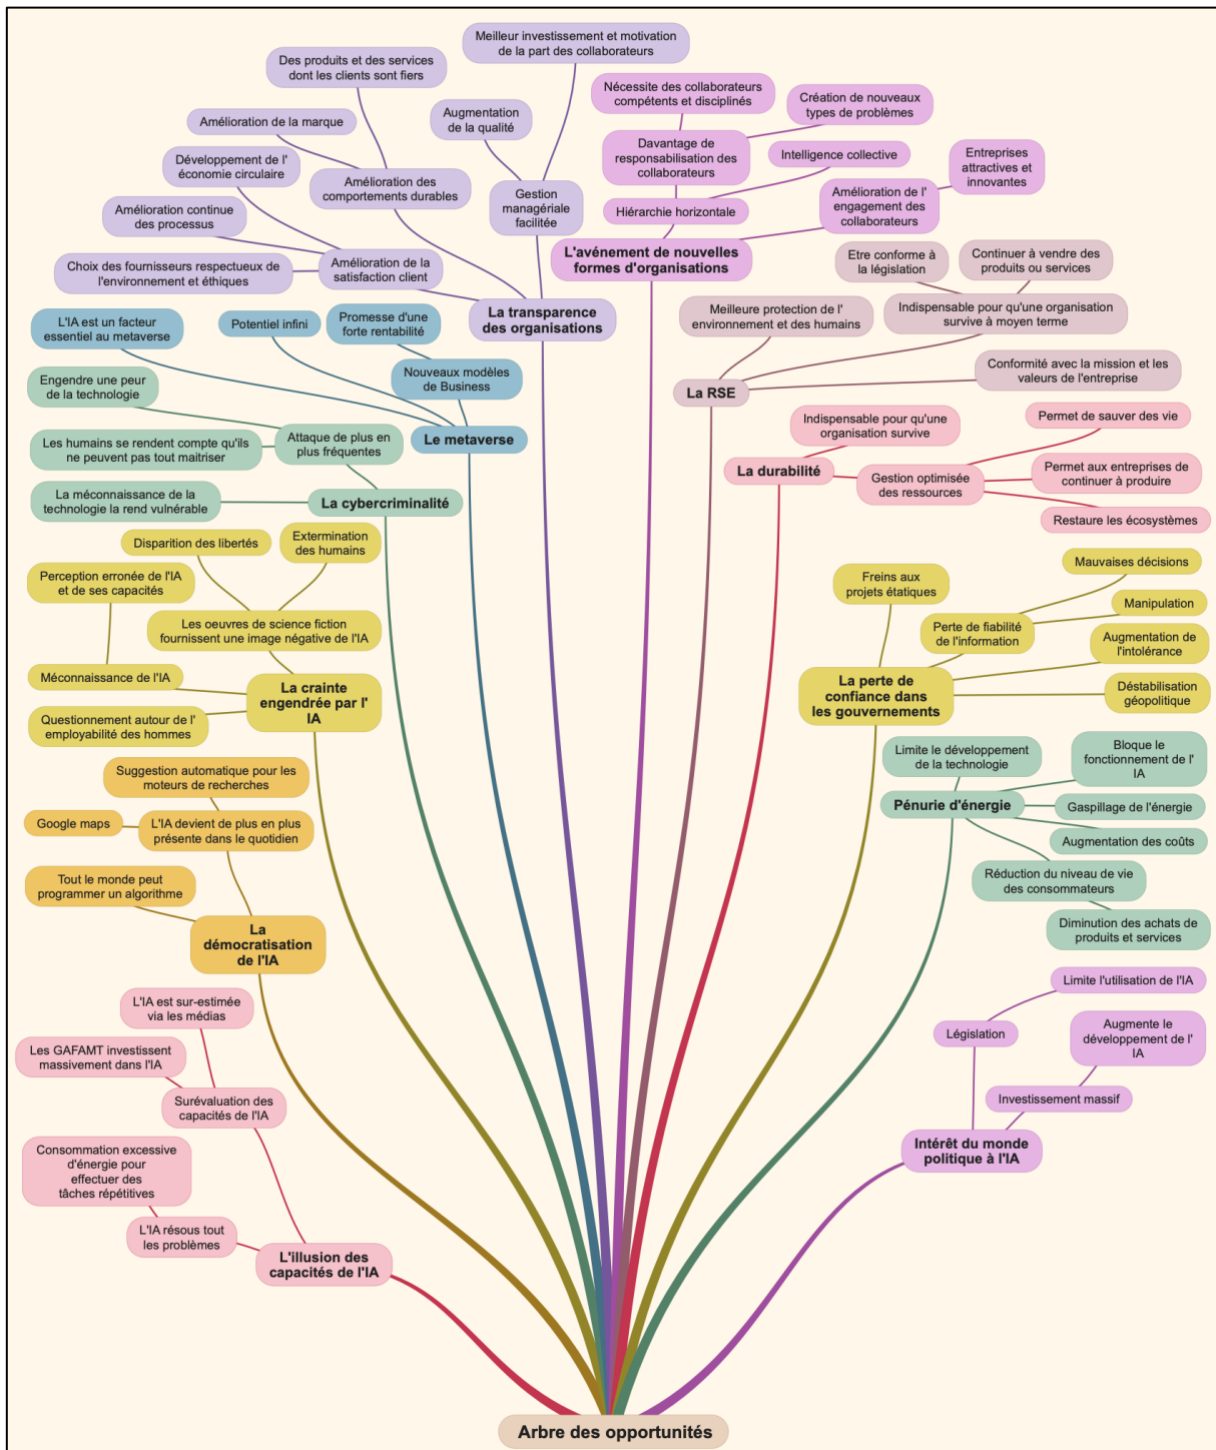 Meilleur investissement et motivation
de la part des collaborateurs
Des produits et des services
dont les clients sont fiers
Augmentation
de la qualité
Amélioration de la marque
Développement de l'
économie circulaire
Amélioration des
comportements durables
Gestion
managériale
facilitée
Amélioration continue
des processus
Choix des fournisseurs respectueux de
l'environnement et éthiques
Amélioration de la
satisfaction client
La transparence
des organisations
Nécessite des collaborateurs
compétents et disciplinés
Création de nouveaux
types de problèmes
Davantage de
responsabilisation des
collaborateurs
Intelligence collective
Entreprises
attractives et
innovantes
Hiérarchie horizontale
Amélioration de l'
engagement des
collaborateurs
L'avénement de nouvelles
formes d'organisations
Etre conforme à
la législation
Continuer à vendre des
produits ou services
Meilleure protection de l'
environnement et des humains
Indispensable pour qu'une organisation
survive à moyen terme
Conformité avec la mission et les
valeurs de l'entreprise
La RSE
L'IA est un facteur
essentiel au metaverse
Potentiel infini
Promesse d'une
forte rentabilité
Nouveaux modèles
de Business
Le metaverse
Engendre une peur
de la technologie
Les humains se rendent compte qu'ils
ne peuvent pas tout maitriser
Attaque de plus en
plus fréquentes
La méconnaissance de la
technologie la rend vulnérable
La cybercriminalité
Indispensable pour qu'une
organisation survive
Permet de sauver des vie
La durabilité
Gestion optimisée
des ressources
Permet aux entreprises de
continuer à produire
Restaure les écosystèmes
Disparition des libertés
Extermination
des humains
Perception erronée de l'IA
et de ses capacités
Les oeuvres de science fiction
fournissent une image négative de l'IA
Méconnaissance de l'IA
Questionnement autour de l'
employabilité des hommes
La crainte
engendrée par l'
IA
Freins aux
projets étatiques
Mauvaises décisions
Manipulation
Perte de fiabilité
de l'information
Augmentation de
l'intolérance
Déstabilisation
géopolitique
La perte de
confiance dans
les gouvernements
Suggestion automatique pour les
moteurs de recherches
Google maps
L'IA devient de plus en plus
présente dans le quotidien
Tout le monde peut
programmer un algorithme
La
démocratisation
de l'IA
Limite le développement
de la technologie
Bloque le
fonctionnement de l'
IA
Pénurie d'énergie
Gaspillage de l'énergie
Augmentation des coûts
Réduction du niveau de vie
des consommateurs
Diminution des achats de
produits et services
L'IA est sur-estimée
via les médias
Les GAFAMT investissent
massivement dans l'IA
Surévaluation des
capacités de l'IA
Consommation excessive
d'énergie pour
effectuer des
tâches répétitives
L'IA résous tout
les problèmes
L'illusion des
capacités de l'IA
Limite l'utilisation de l'IA
Législation
Augmente le
développement de l'
IA
Investissement massif
Intérêt du monde
politique à l'IA
Arbre des opportunités